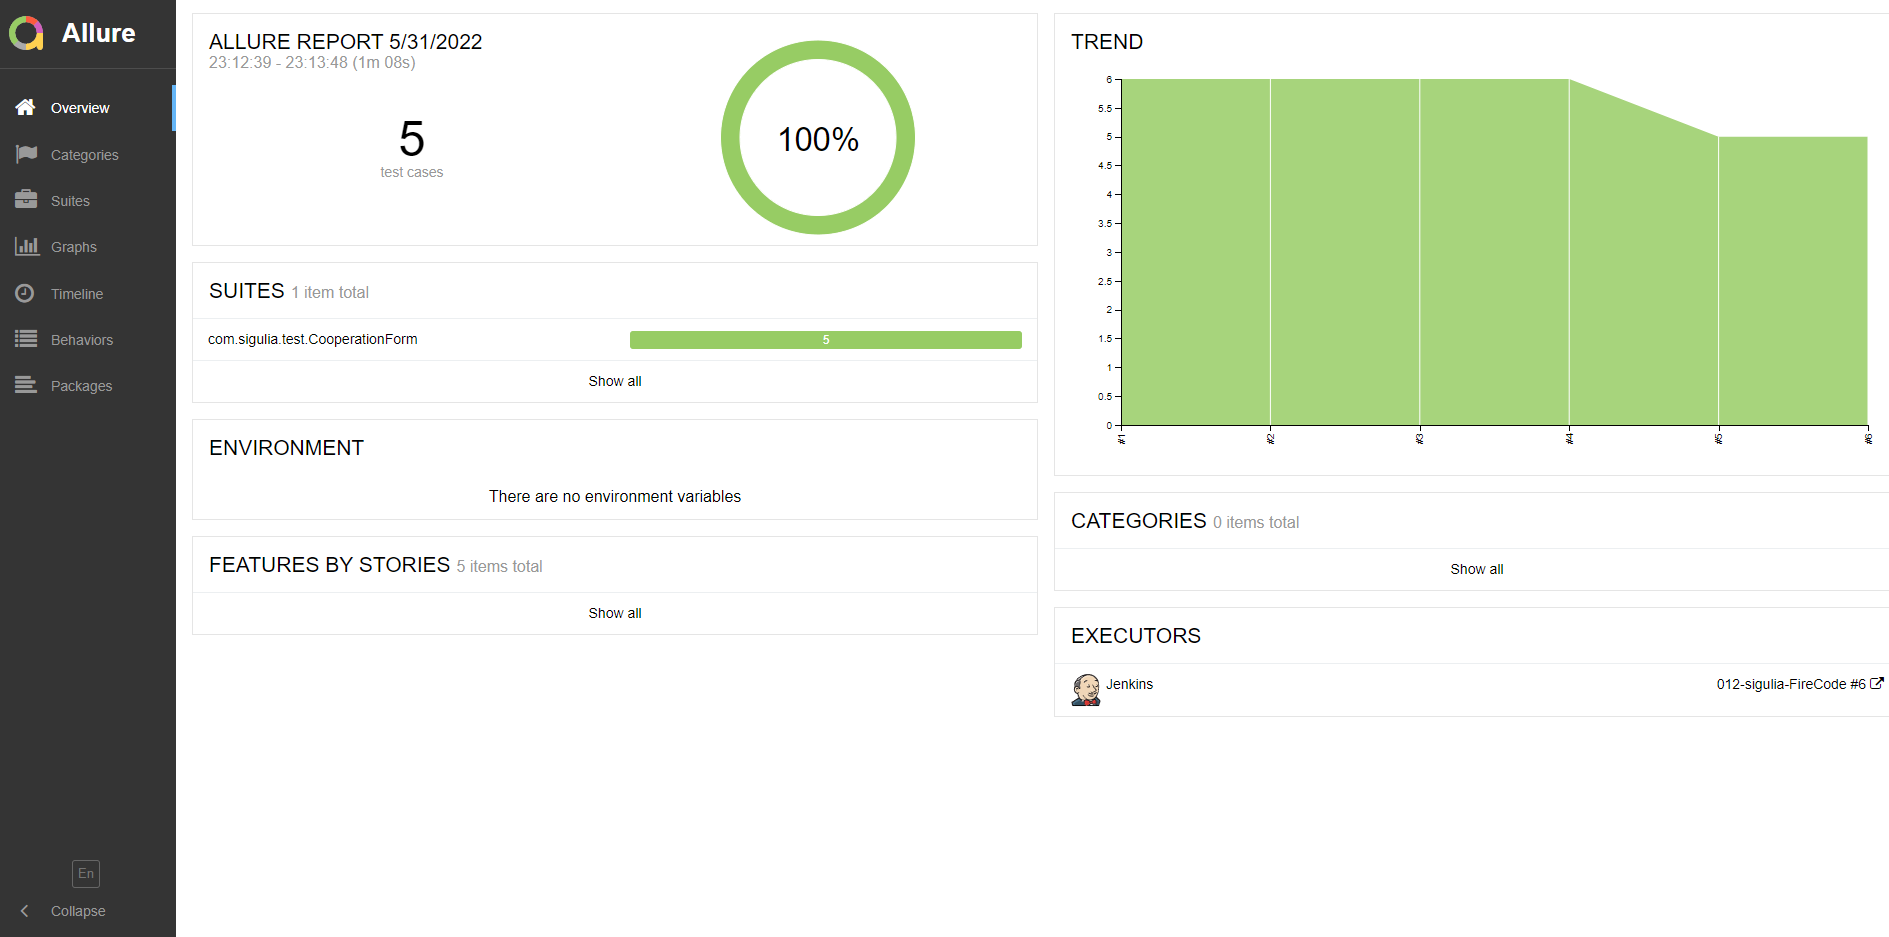 Allure
Overview
Categories
Suites
Graphs
Timeline
Behaviors
Packages
En
Collapse
ALLURE REPORT 5/31/2022
23:12:39 - 23:13:48 (1m 08s)
5
test cases
100%
SUITES 1 item total
com.sigulia.test.CooperationForm 5
Show all
ENVIRONMENT
There are no environment variables
FEATURES BY STORIES 5 items total
Show all
TREND
6
5.5
5
4.5
4
3.5
3
2.5
2
1.5
1
0.5
0
#1 #2 #3 #4 #5 #6
CATEGORIES 0 items total
Show all
EXECUTORS
Jenkins 012-sigulia-FireCode #6